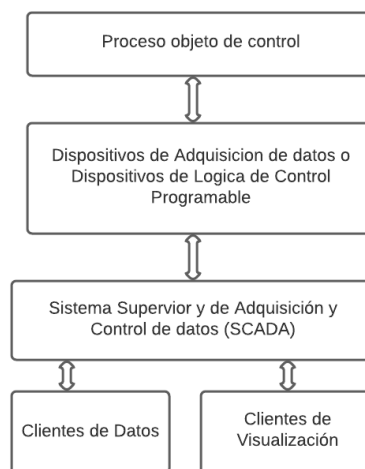 Proceso objeto de control
Dispositivos de Adquisicion de datos o
Dispositivos de Logica de Control
Programable
Sistema Supervior y de Adquisición y
Control de datos (SCADA)
Clientes de Datos
Clientes de
Visualización